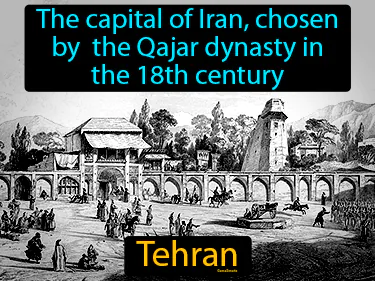 The capital of Iran, chosen
by the Qajar dynasty in
the 18th century
Tehran